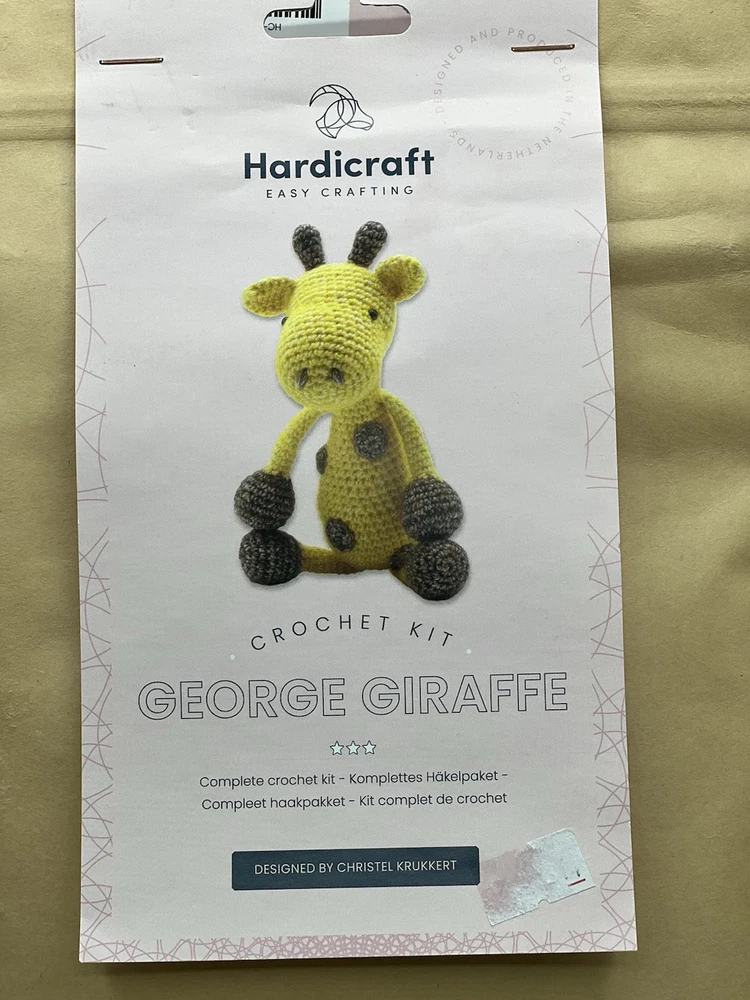 HC-
DESIGNED AND PRODUCED IN THE NETHERLANDS
Hardicraft
EASY CRAFTING
CROCHET KIT
GEORGE GIRAFFE
Complete crochet kit - Komplettes Häkelpaket -
Compleet haakpakket - Kit complet de crochet
DESIGNED BY CHRISTEL KRUKKERT